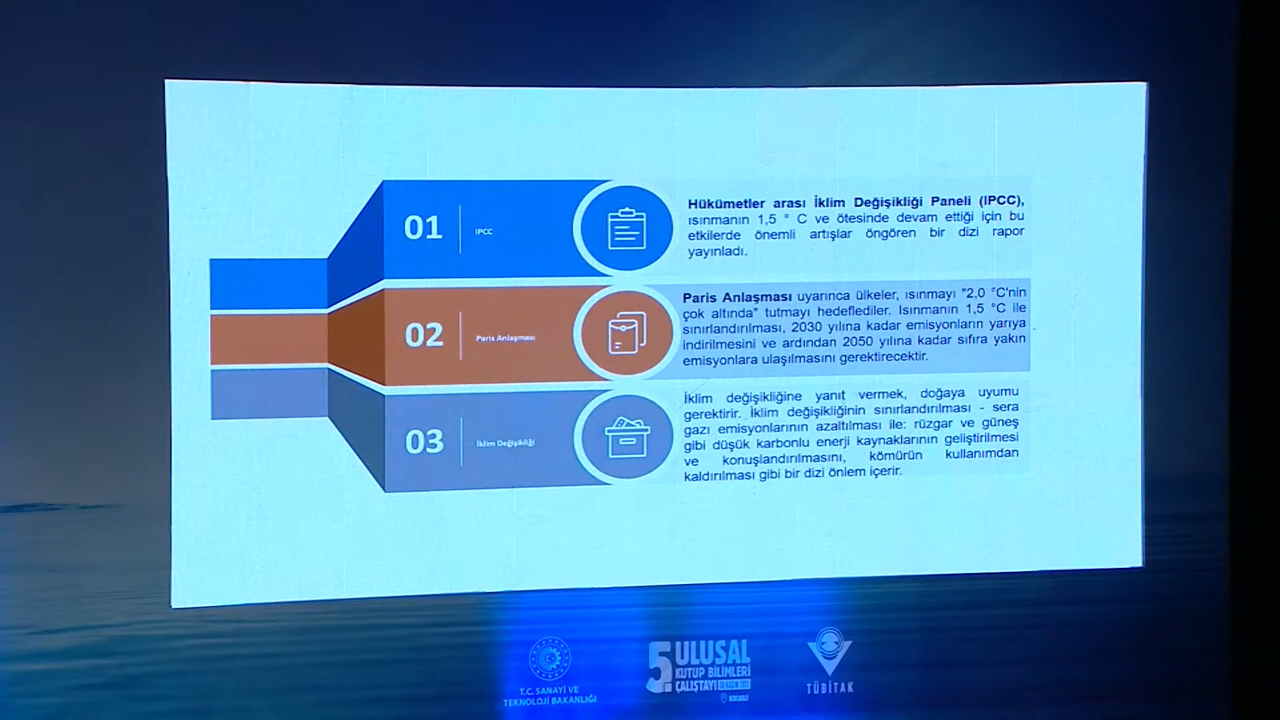 01
IPCC
Hükümetler arası İklim Değişikliği Paneli (IPCC),
ısınmanın 1,5 ° C ve ötesinde devam ettiği için bu
etkilerde önemli artışlar öngören bir dizi rapor
yayınladı.
02
Paris Anlaşması
Paris Anlaşması uyarınca ülkeler, ısınmayı "2,0 °C'nin
çok altında" tutmayı hedeflediler. Isınmanın 1,5 °C ile
sınırlandırılması, 2030 yılına kadar emisyonların yarıya
indirilmesini ve ardından 2050 yılına kadar sıfıra yakın
emisyonlara ulaşılmasını gerektirecektir.
03
İklim Değişikliği
İklim değişikliğine yanıt vermek, doğaya uyumu
gerektirir. İklim değişikliğinin sınırlandırılması - sera
gazı emisyonlarının azaltılması ile: rüzgar ve güneş
gibi düşük karbonlu enerji kaynaklarının geliştirilmesi
ve konuşlandırılmasını, kömürün kullanımdan
kaldırılması gibi bir dizi önlem içerir.
T.C. SANAYİ VE
TEKNOLOJİ BAKANLIĞI
5. ULUSAL
KUTUP BİLİMLERİ
ÇALIŞTAYI
KOCAELİ
TÜBİTAK